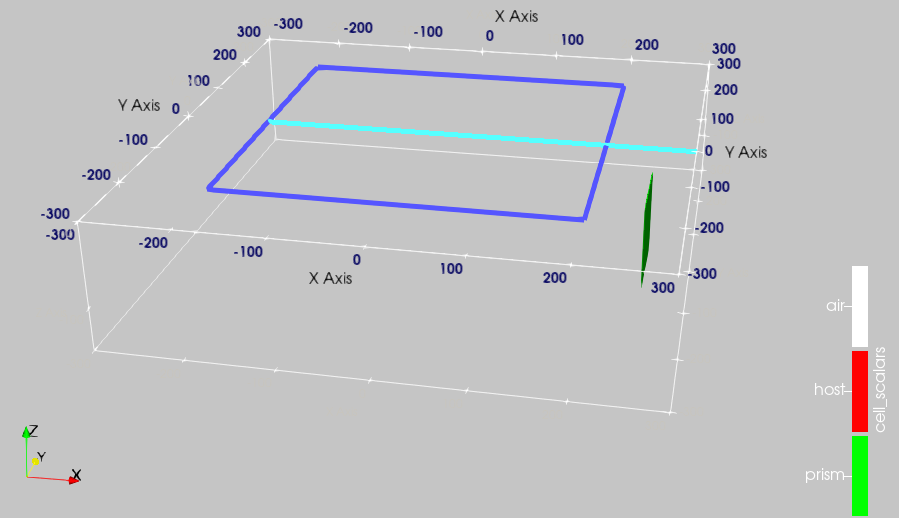 X Axis
300 -300 -200 -100 0 100 200 300
200 300
100 200
Y Axis 0 100
-100 0 Y Axis
-200 -100
-300 -200
-300 -200 -100 0 100 200 300 -300
X Axis
air
host
prism
cell_scalars
Z
Y
X